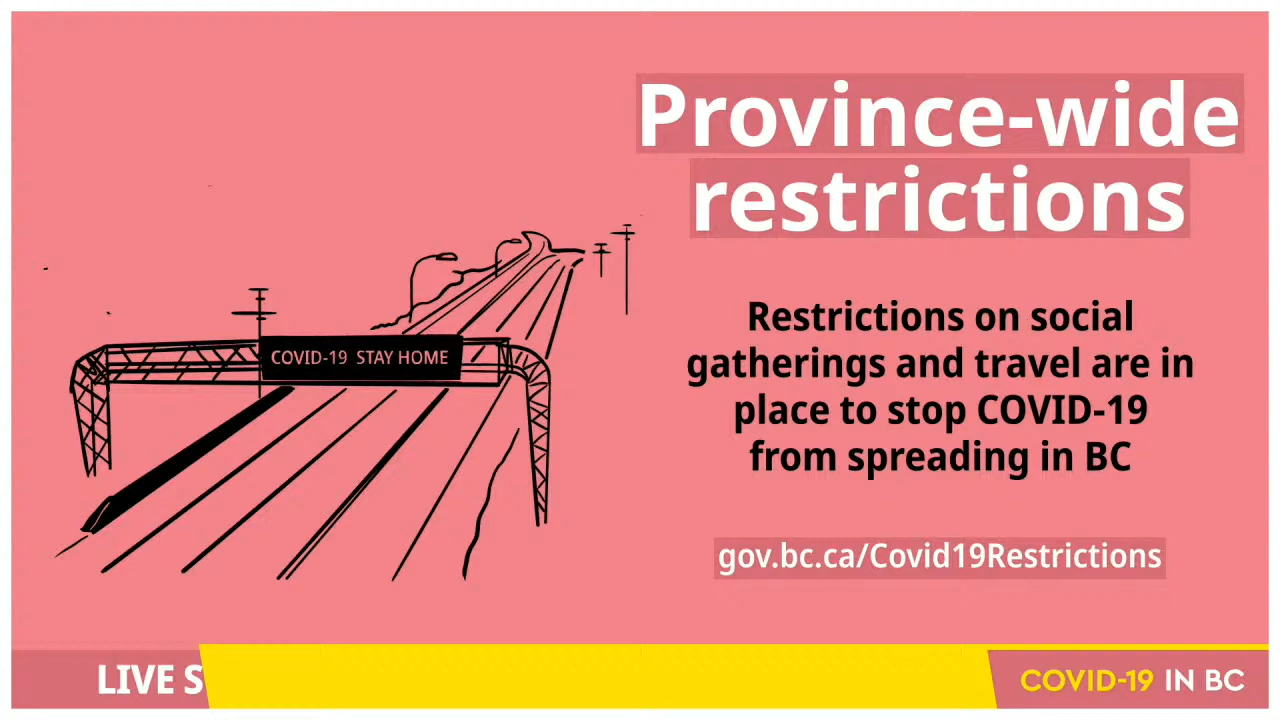 Province-wide
restrictions
Restrictions on social
gatherings and travel are in
place to stop COVID-19
from spreading in BC
gov.bc.ca/Covid19Restrictions
COVID-19 STAY HOME
LIVE S
COVID-19 IN BC